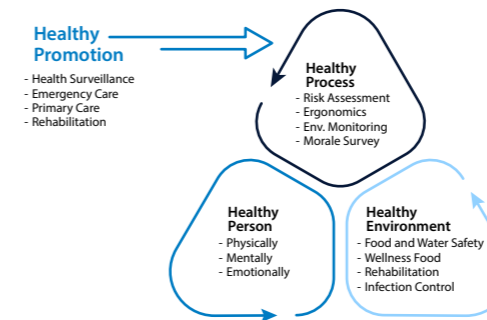 Healthy
Promotion
- Health Surveillance
- Emergency Care
- Primary Care
- Rehabilitation
Healthy
Process
- Risk Assessment
- Ergonomics
- Env. Monitoring
- Morale Survey
Healthy
Person
- Physically
- Mentally
- Emotionally
Healthy
Environment
- Food and Water Safety
- Wellness Food
- Rehabilitation
- Infection Control